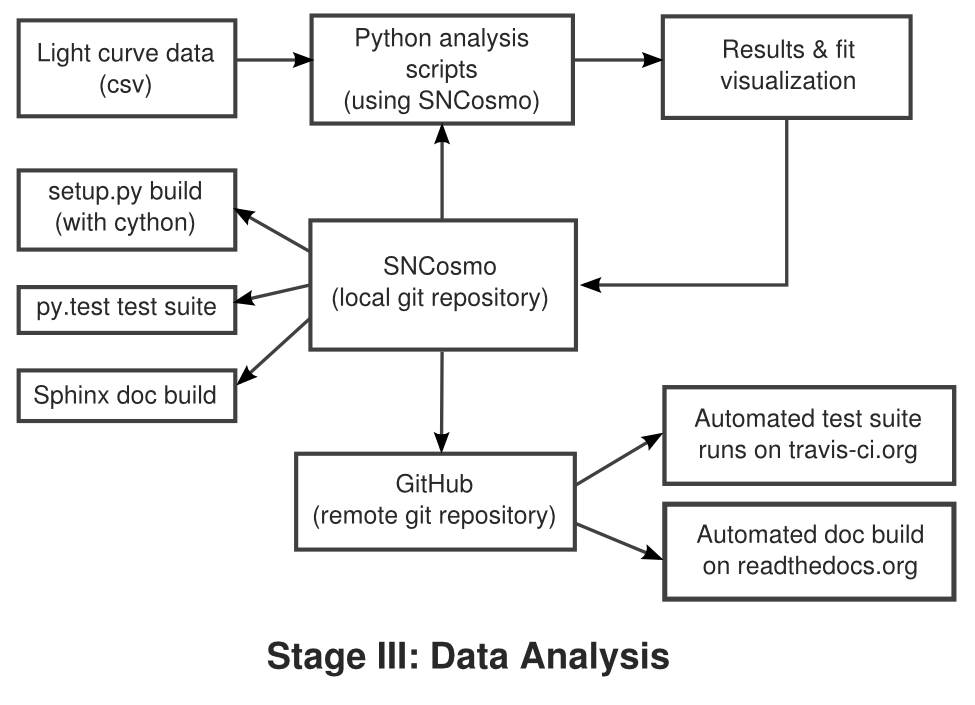 Light curve data
(csv)
Python analysis
scripts
(using SNCosmo)
Results & fit
visualization
setup.py build
(with cython)
py.test test suite
Sphinx doc build
SNCosmo
(local git repository)
GitHub
(remote git repository)
Automated test suite
runs on travis-ci.org
Automated doc build
on readthedocs.org
Stage III: Data Analysis